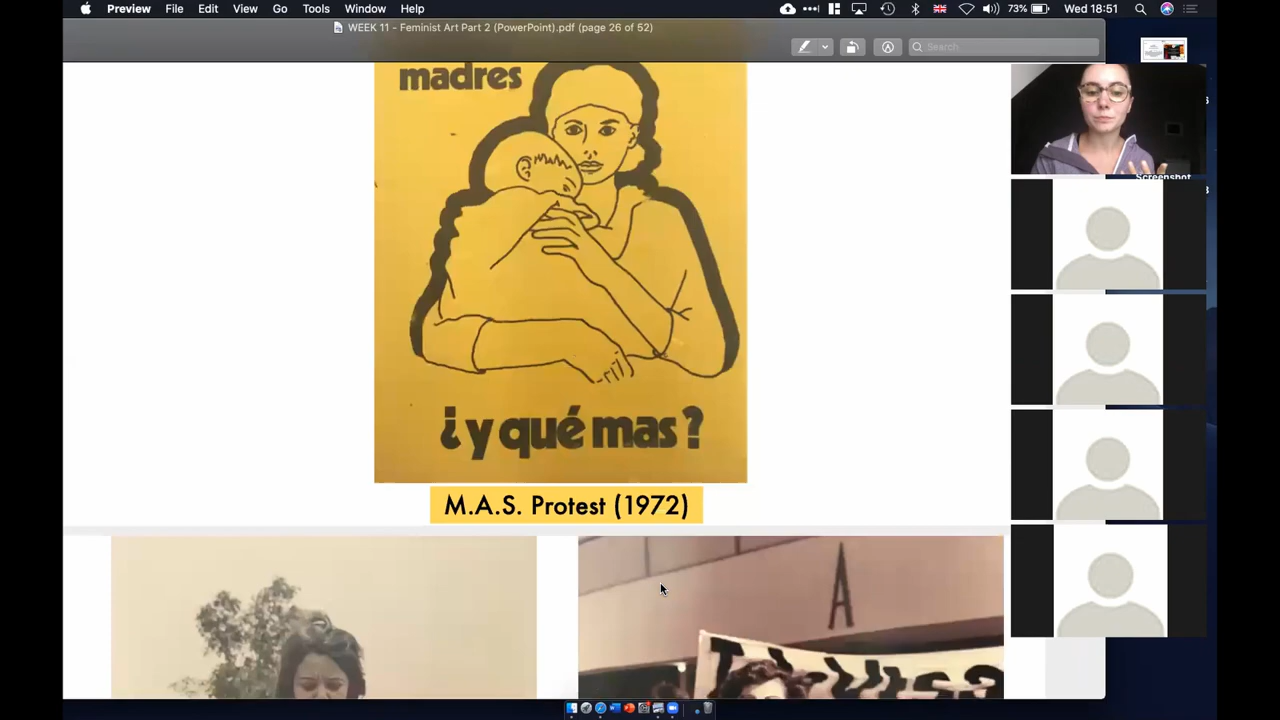 Preview File Edit View Go Tools Window Help 73% Wed 18:51
WEEK 11 - Feminist Art Part 2 (PowerPoint).pdf (page 26 of 52)
Search
madres
¿y qué mas?
M.A.S. Protest (1972)
A
Screenshot